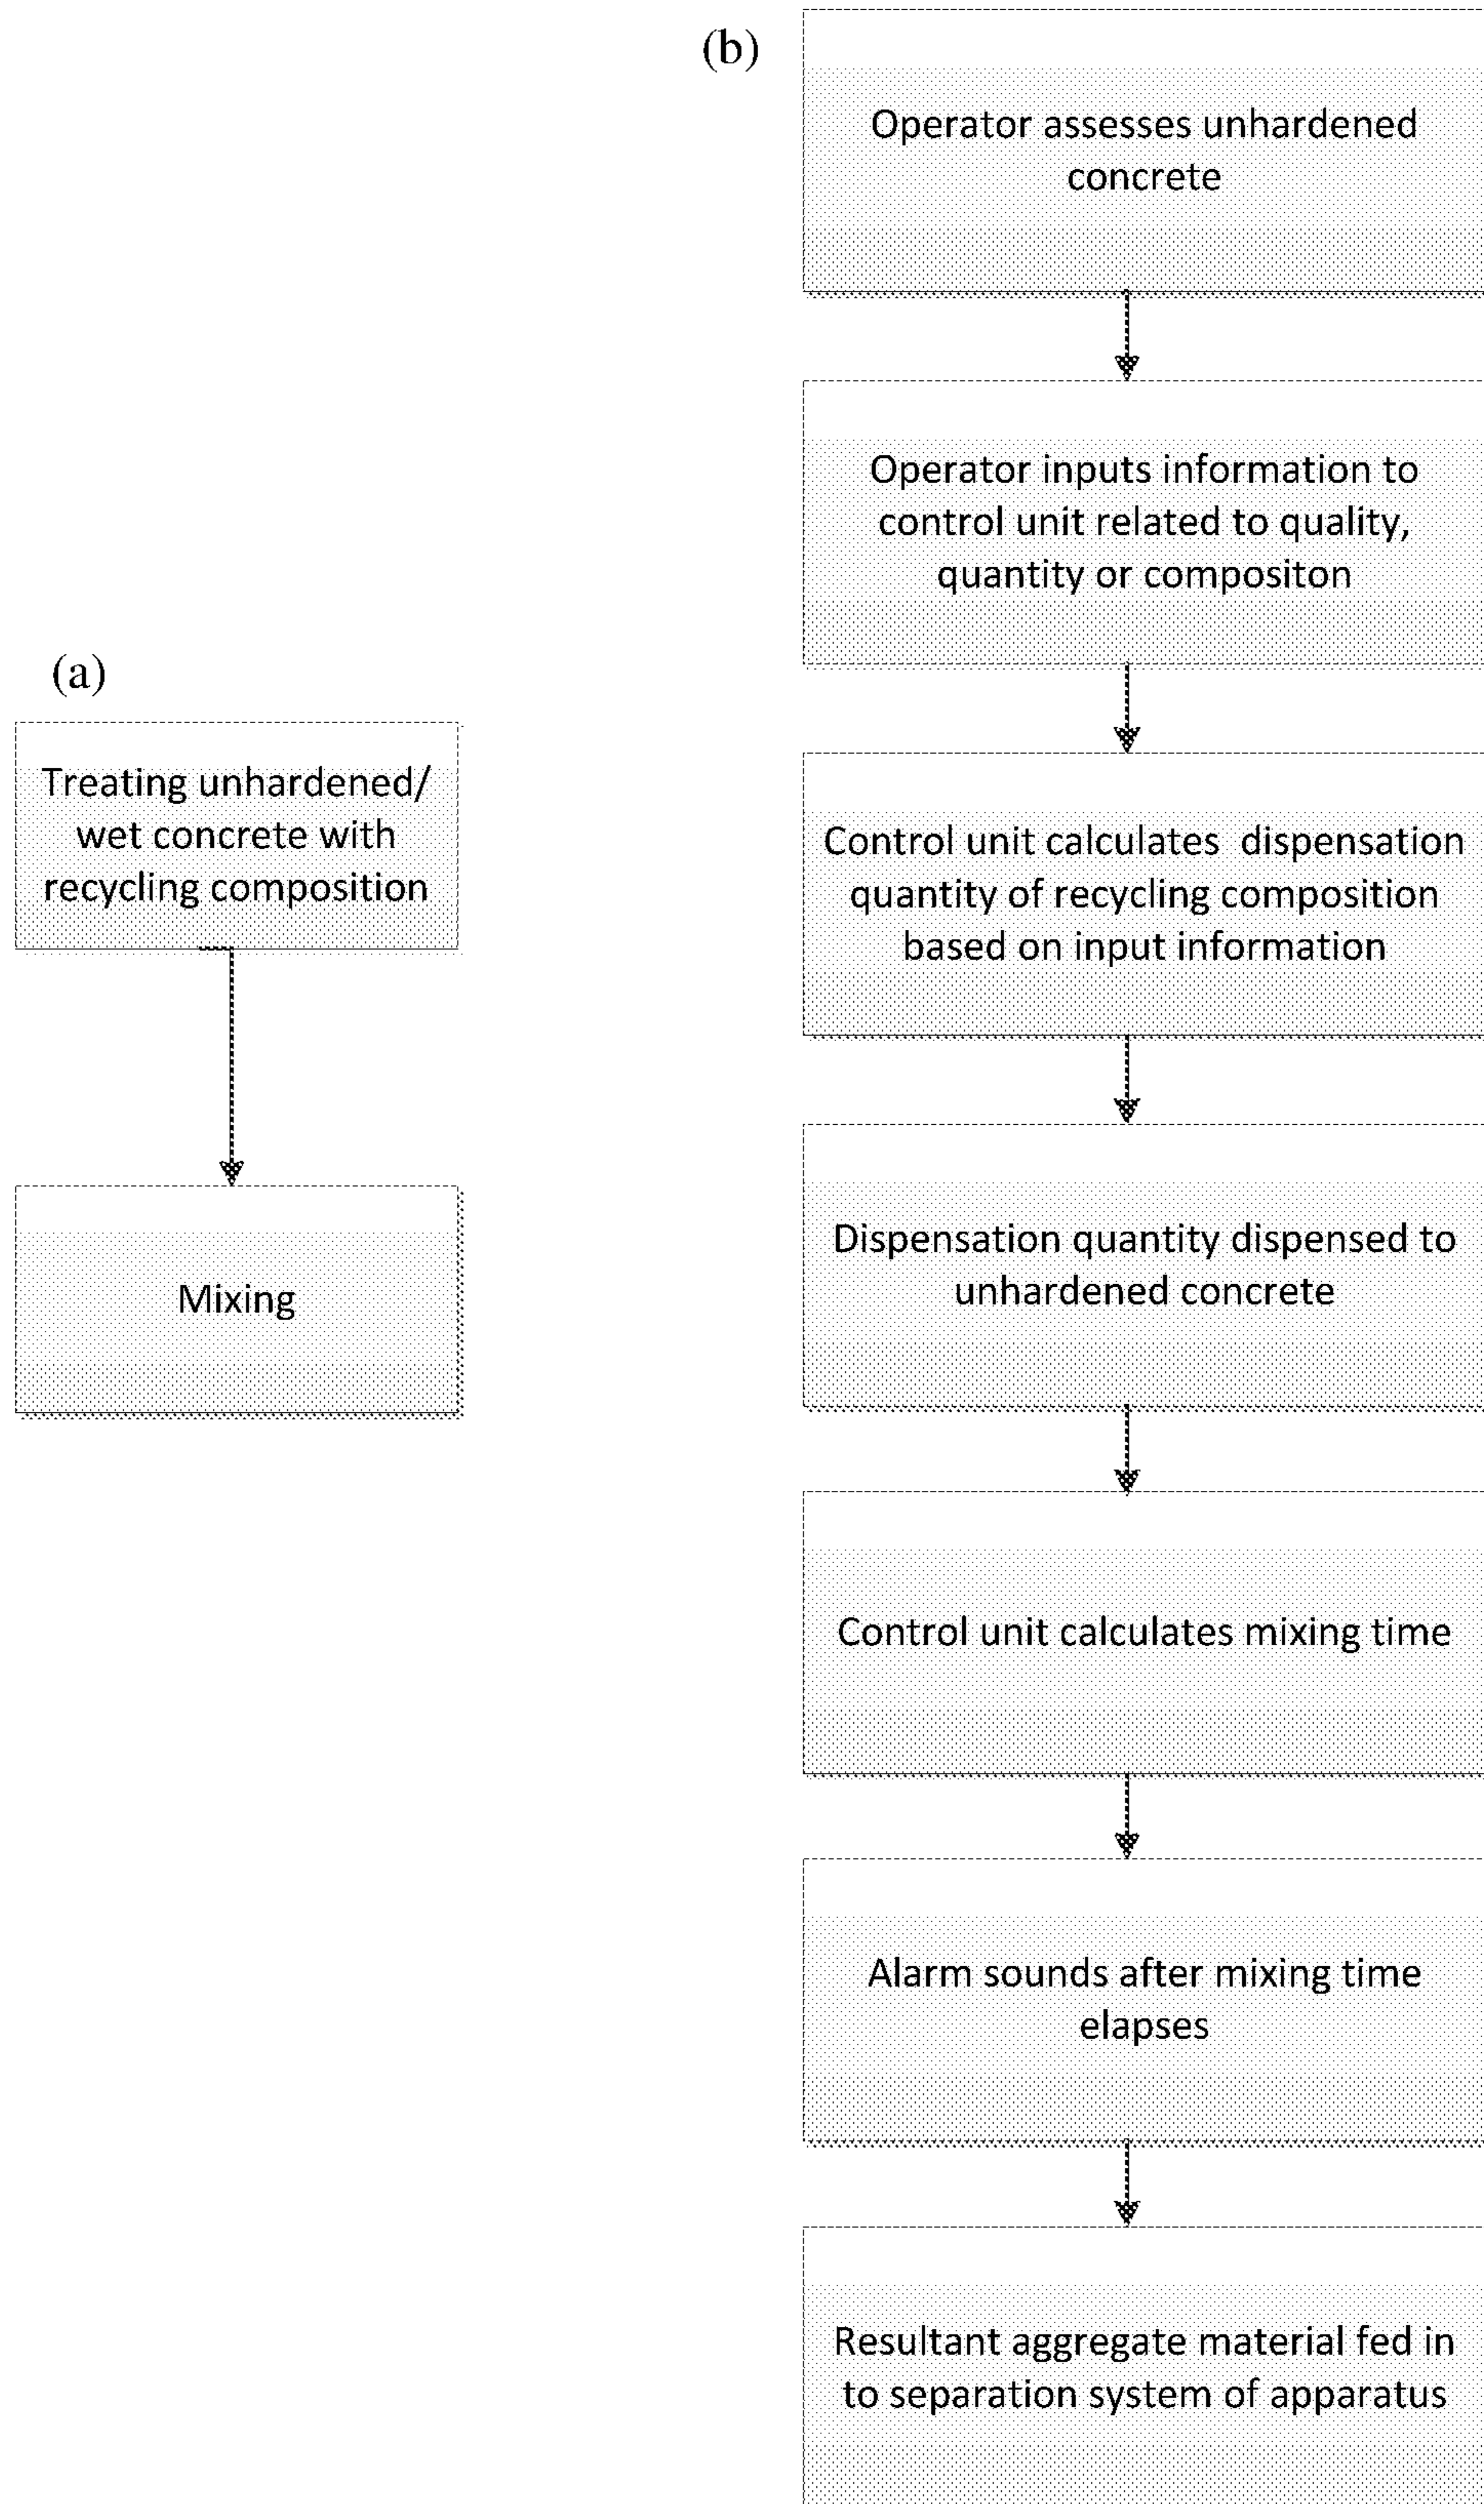 (a)
Treating unhardened/
wet concrete with
recycling composition
Mixing
(b)
Operator assesses unhardened
concrete
Operator inputs information to
control unit related to quality,
quantity or compositon
Control unit calculates dispensation
quantity of recycling composition
based on input information
Dispensation quantity dispensed to
unhardened concrete
Control unit calculates mixing time
Alarm sounds after mixing time
elapses
Resultant aggregate material fed in
to separation system of apparatus